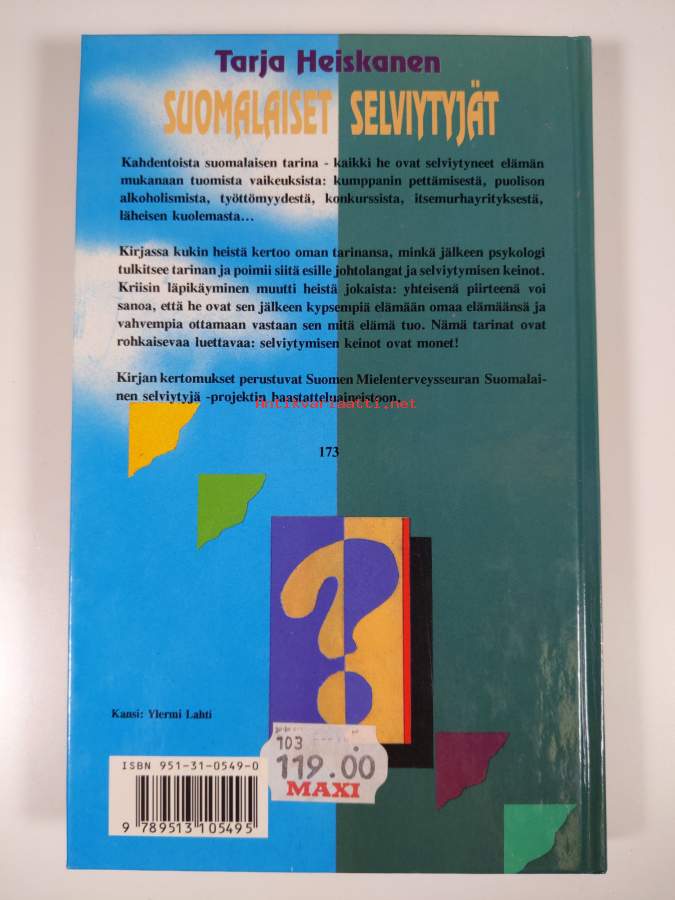 Tarja Heiskanen
SUOMALAISET SELVIYTYJÄT
Kahdentoista suomalaisen tarina - kaikki he ovat selviytyneet elämän
mukanaan tuomista vaikeuksista: kumppanin pettämisestä, puolison
alkoholismista, työttömyydestä, konkurssista, itsemurhayrityksestä,
läheisen kuolemasta...
Kirjassa kukin heistä kertoo oman tarinansa, minkä jälkeen psykologi
tulkitsee tarinan ja poimii siitä esille johtolangat ja selviytymisen keinot.
Kriisin läpikäyminen muutti heistä jokaista: yhteisenä piirteenä voi
sanoa, että he ovat sen jälkeen kypsempiä elämään omaa elämäänsä ja
vahvempia ottamaan vastaan sen mitä elämä tuo. Nämä tarinat ovat
rohkaisevaa luettavaa: selviytymisen keinot ovat monet!
Kirjan kertomukset perustuvat Suomen Mielenterveysseuran Suomalai-
nen selviytyjä -projektin haastatteluaineistoon.
Antikvariaatti.net
173
Kansi: Ylermi Lahti
ISBN 951-31-0549-0
9 789513 105495
103
119.00
MAXI